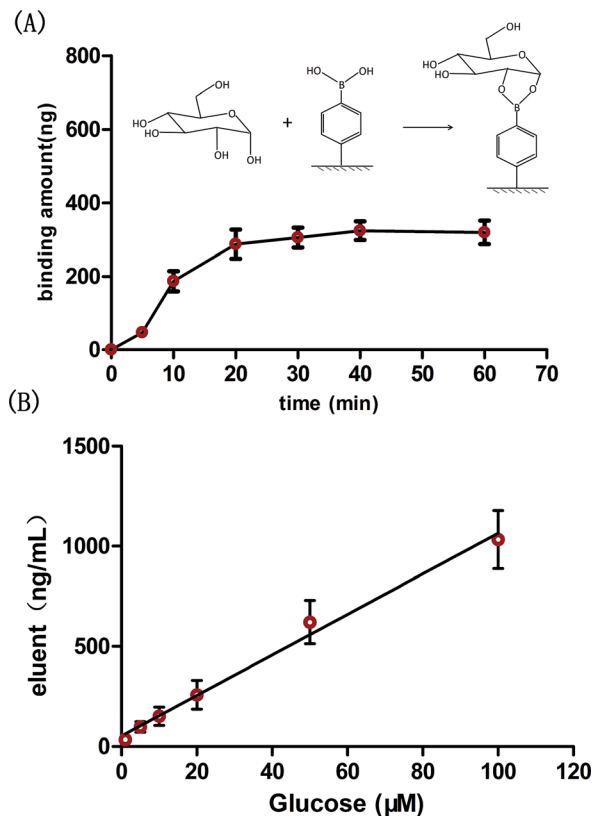 (A)
800
600
400
200
0
binding amount(ng)
0 10 20 30 40 50 60 70
time (min)
OH
HO
HO
OH
OH
+
HO OH
B
OH
HO
HO
O
O O
B
(B)
1500
1000
500
0
eluent (ng/mL)
0 20 40 60 80 100 120
Glucose (µM)